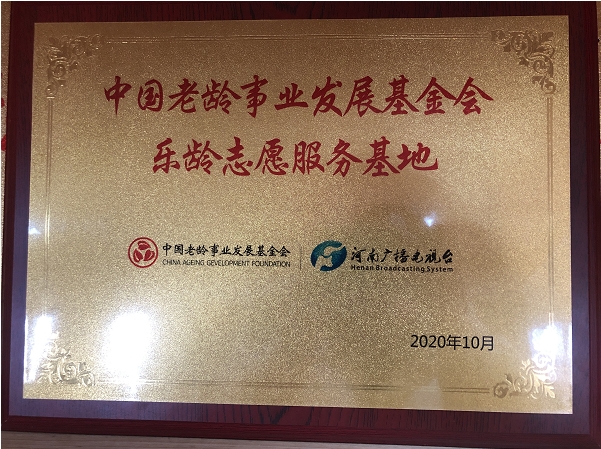 中国老龄事业发展基金会
乐龄志愿服务基地
中国老龄事业发展基金会
CHINA AGEING GEVELOPMENT FOUNDATION
河南广播电视台
Henan Broadcasting System
2020年10月